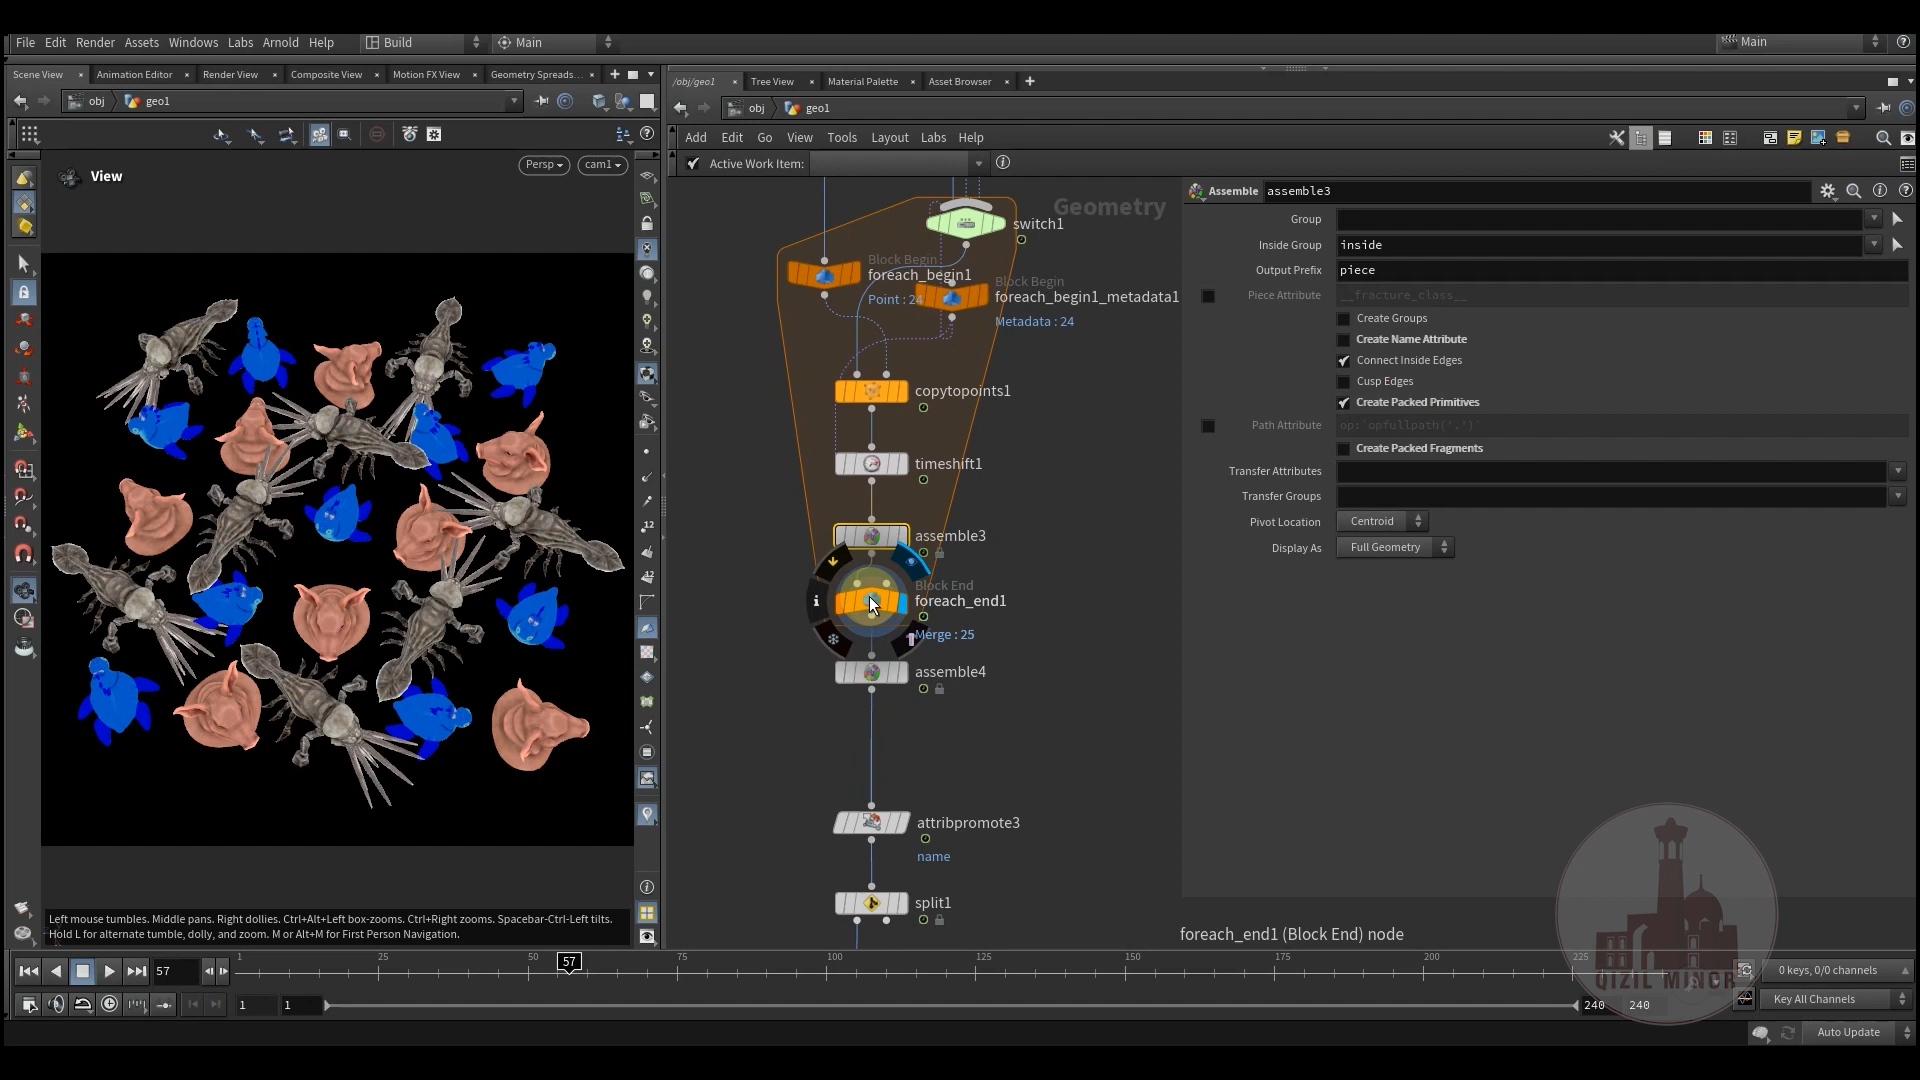 File Edit Render Assets Windows Labs Arnold Help Build Main Main
Scene View Animation Editor Render View Composite View Motion FX View Geometry Spreads...
/obj/geo1 Tree View Material Palette Asset Browser
obj geo1
obj geo1
Add Edit Go View Tools Layout Labs Help
Active Work Item:
View
Persp cam1
Geometry
switch1
Block Begin
foreach_begin1
Point : 24
Block Begin
foreach_begin1_metadata1
Metadata : 24
copytopoints1
timeshift1
assemble3
Block End
foreach_end1
Merge : 25
assemble4
attribpromote3
name
split1
foreach_end1 (Block End) node
Assemble assemble3
Group
Inside Group inside
Output Prefix piece
Piece Attribute __fracture_class__
Create Groups
Create Name Attribute
Connect Inside Edges
Cusp Edges
Create Packed Primitives
Path Attribute op:`opfullpath('.')`
Create Packed Fragments
Transfer Attributes
Transfer Groups
Pivot Location Centroid
Display As Full Geometry
Left mouse tumbles. Middle pans. Right dollies. Ctrl+Alt+Left box-zooms. Ctrl+Right zooms. Spacebar-Ctrl-Left tilts.
Hold L for alternate tumble, dolly, and zoom. M or Alt+M for First Person Navigation.
57 1 25 50 57 75 100 125 150 175 200 225
0 keys, 0/0 channels
QIZIL MINOR
1 1 240 240
Key All Channels
Auto Update